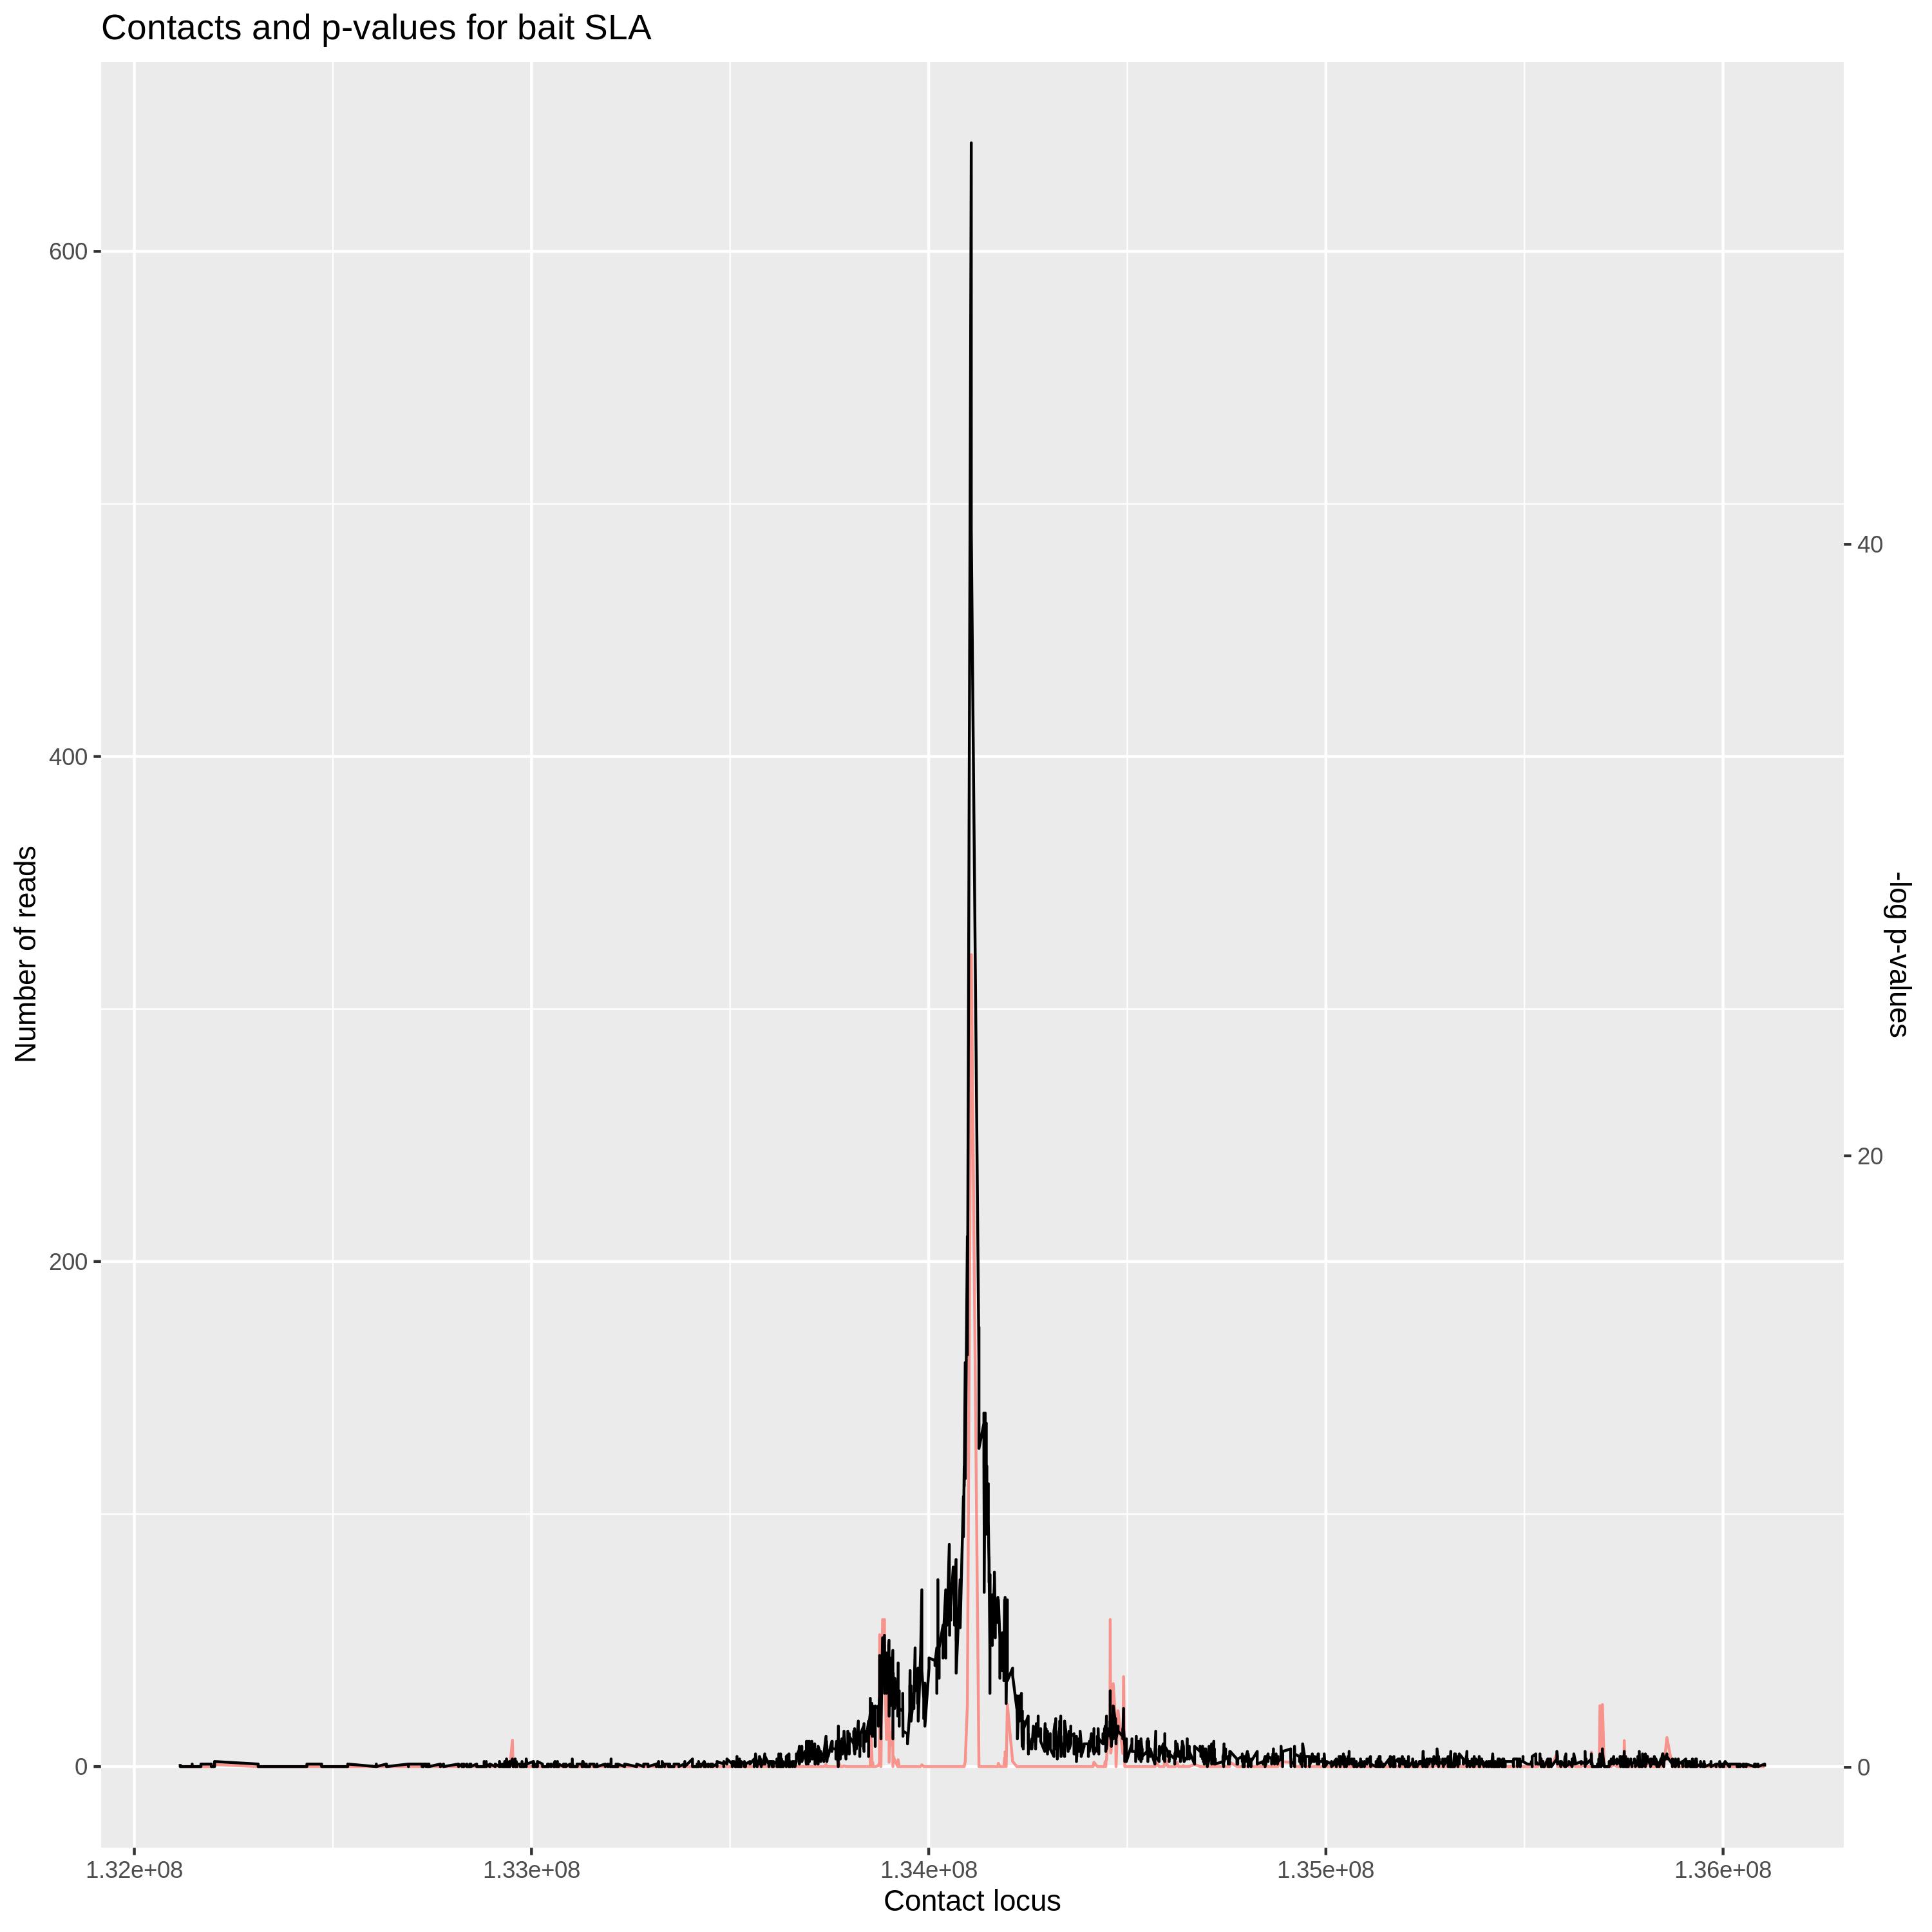 Contacts and p-values for bait SLA
600
400
200
0
Number of reads
40
20
0
-log p-values
1.32e+08
1.33e+08
1.34e+08
1.35e+08
1.36e+08
Contact locus